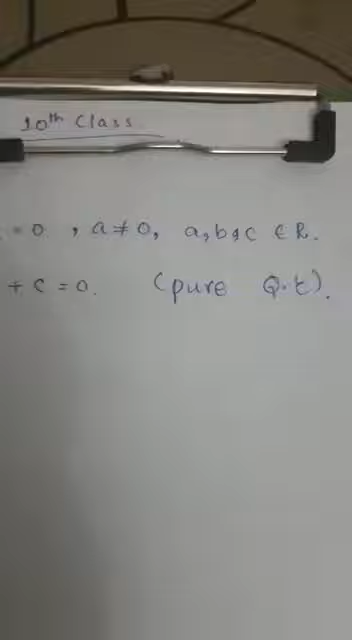 10th Class
= 0 , a ≠ 0, a, b & c ∈ R.
+ c = 0. (pure Q.E).